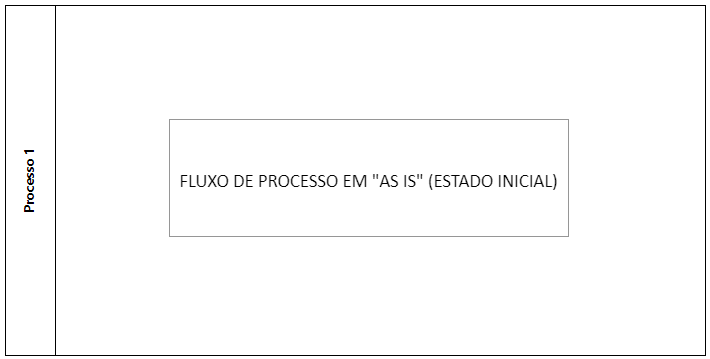 Processo 1
FLUXO DE PROCESSO EM "AS IS" (ESTADO INICIAL)